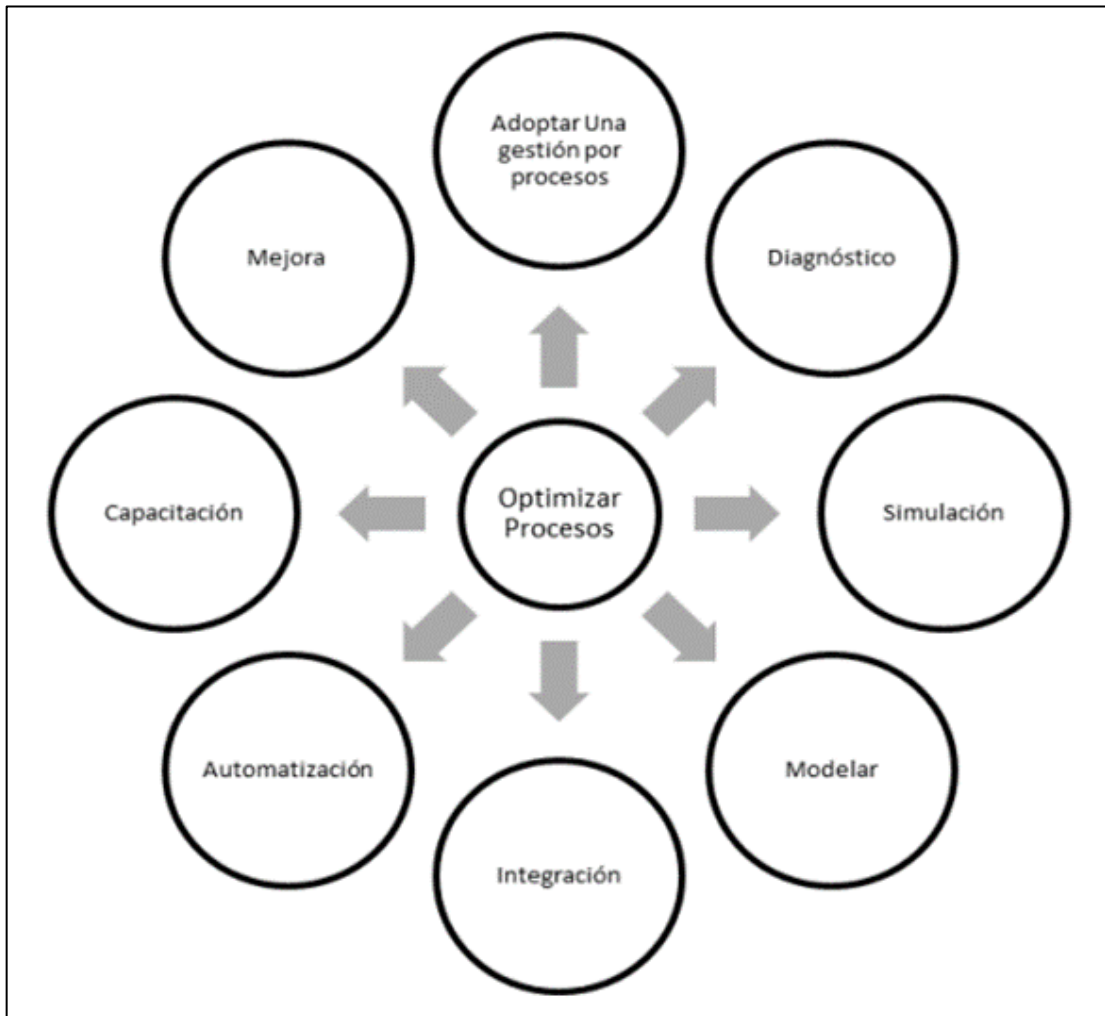 Adoptar Una
gestión por
procesos
Mejora
Diagnóstico
Capacitación
Optimizar
Procesos
Simulación
Automatización
Modelar
Integración